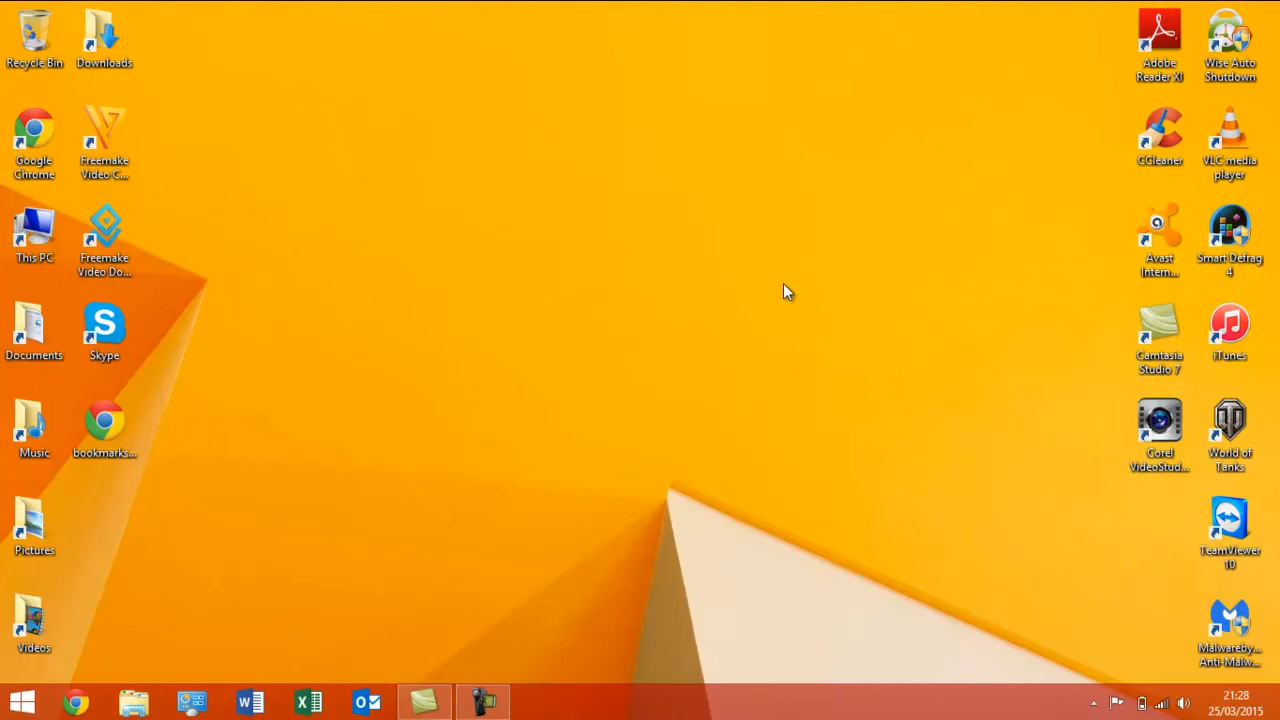 Recycle Bin
Downloads
Google
Chrome
Freemake
Video C...
This PC
Freemake
Video Do...
Documents
Skype
Music
bookmarks...
Pictures
Videos
Adobe
Reader XI
Wise Auto
Shutdown
CCleaner
VLC media
player
Avast
Intern...
Smart Defrag
4
Camtasia
Studio 7
iTunes
Corel
VideoStud...
World of
Tanks
TeamViewer
10
Malwareby...
Anti-Malw...
21:28
25/03/2015